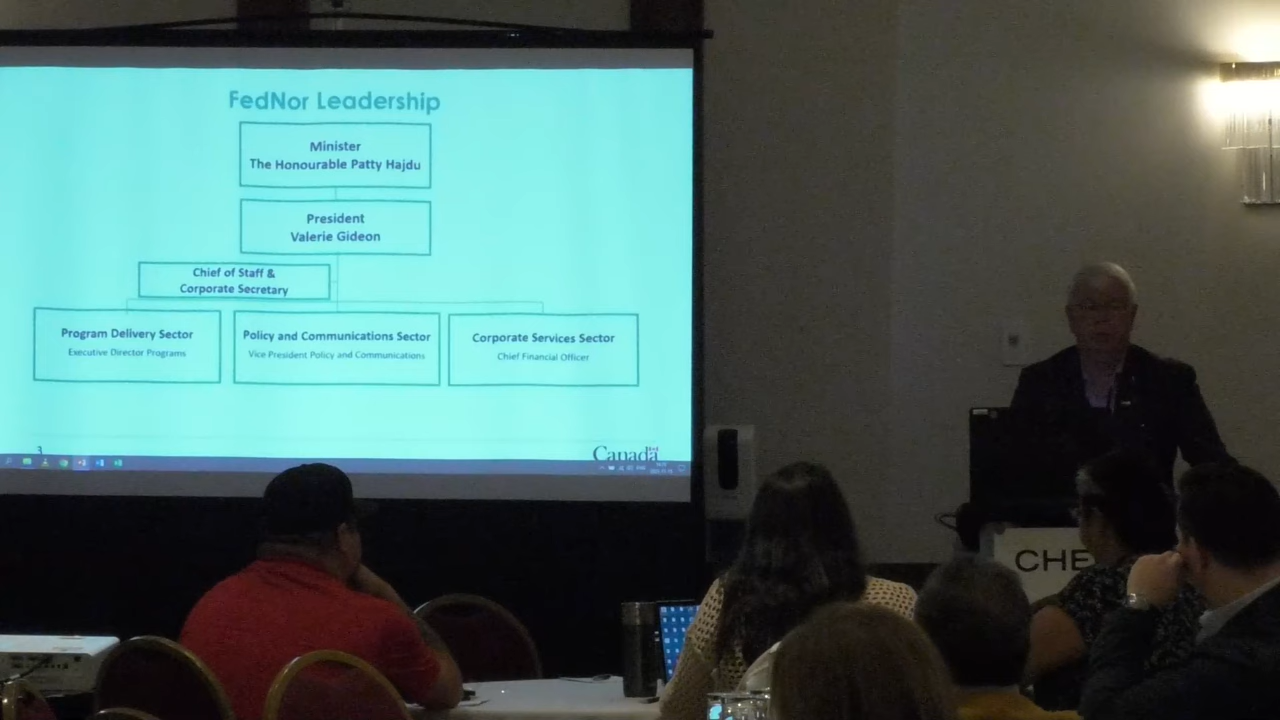 FedNor Leadership
Minister
The Honourable Patty Hajdu
President
Valerie Gideon
Chief of Staff &
Corporate Secretary
Program Delivery Sector
Executive Director Programs
Policy and Communications Sector
Vice President Policy and Communications
Corporate Services Sector
Chief Financial Officer
3
Canada
CHE